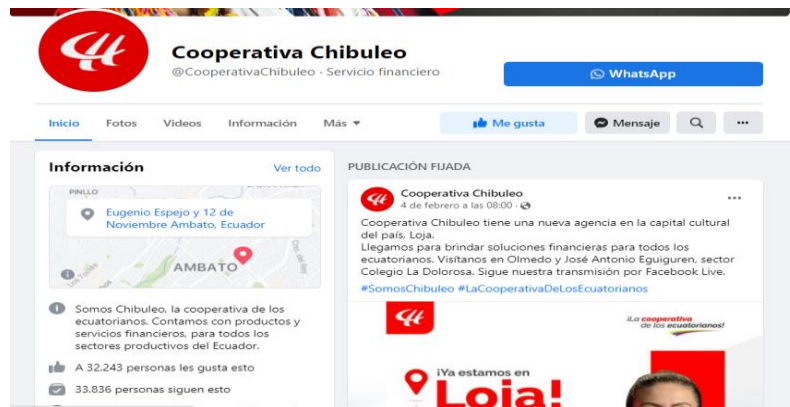 Cooperativa Chibuleo
@CooperativaChibuleo · Servicio financiero
WhatsApp
Inicio Fotos Videos Información Más
Me gusta
Mensaje
Información
Ver todo
PINLLO
Eugenio Espejo y 12 de
Noviembre Ambato, Ecuador
AMBATO
Somos Chibuleo, la cooperativa de los
ecuatorianos. Contamos con productos y
servicios financieros, para todos los
sectores productivos del Ecuador.
A 32.243 personas les gusta esto
33.836 personas siguen esto
PUBLICACIÓN FIJADA
Cooperativa Chibuleo
4 de febrero a las 08:00 ·
Cooperativa Chibuleo tiene una nueva agencia en la capital cultural
del país, Loja.
Llegamos para brindar soluciones financieras para todos los
ecuatorianos. Visítanos en Olmedo y José Antonio Eguiguren, sector
Colegio La Dolorosa. Sigue nuestra transmisión por Facebook Live.
#SomosChibuleo #LaCooperativaDeLosEcuatorianos
¡La cooperativa
de los ecuatorianos!
¡Ya estamos en
Loja!